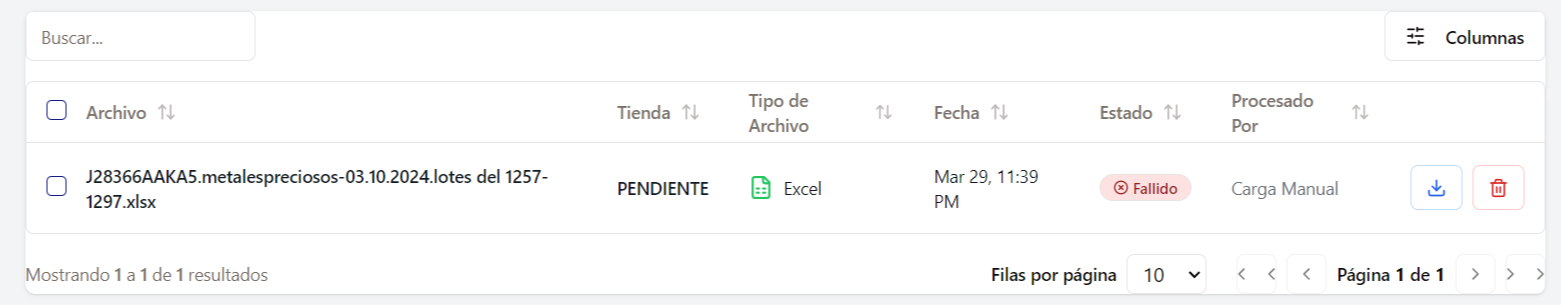 Buscar...
Columnas
Archivo
Tienda
Tipo de
Archivo
Fecha
Estado
Procesado
Por
J28366AAKA5.metalespreciosos-03.10.2024.lotes del 1257-
1297.xlsx
PENDIENTE
Excel
Mar 29, 11:39
PM
Fallido
Carga Manual
Mostrando 1 a 1 de 1 resultados
Filas por página
10
Página 1 de 1